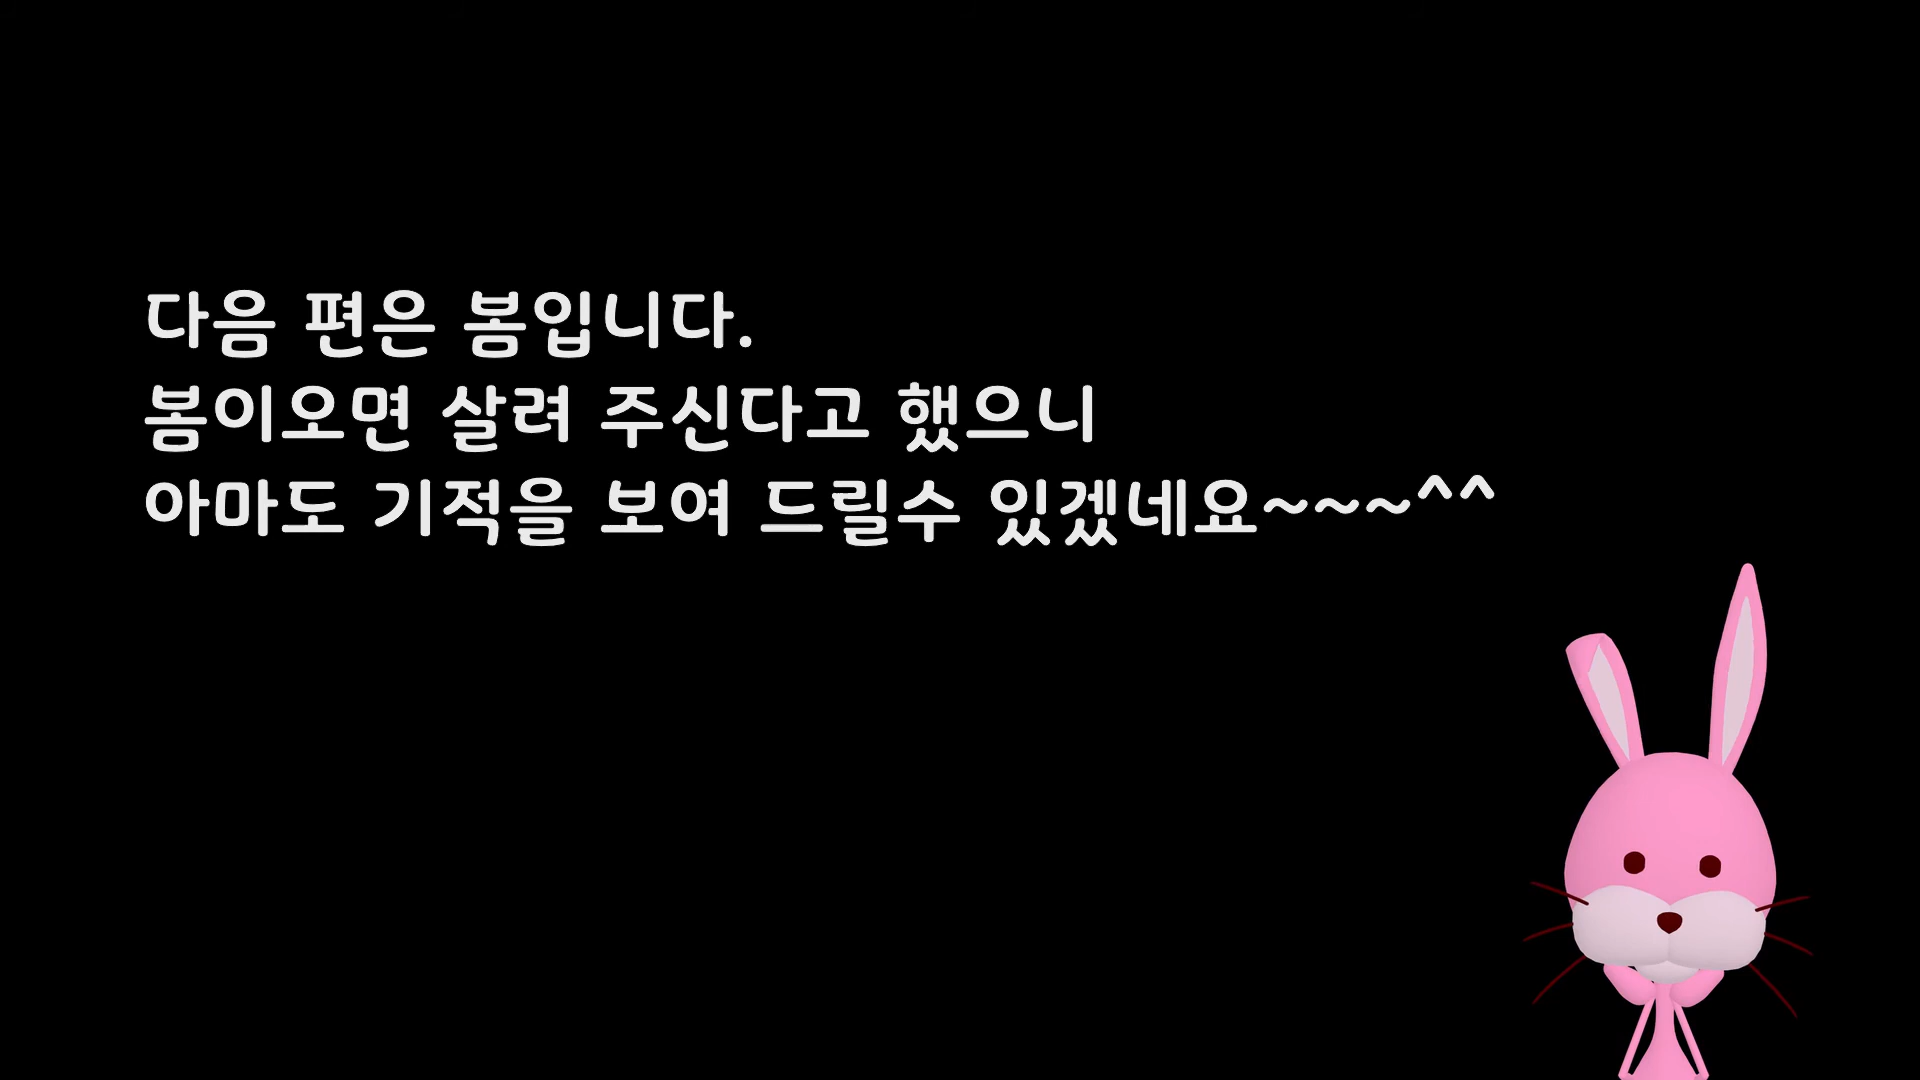 다음 편은 봄입니다.
봄이오면 살려 주신다고 했으니
아마도 기적을 보여 드릴수 있겠네요~~~^^